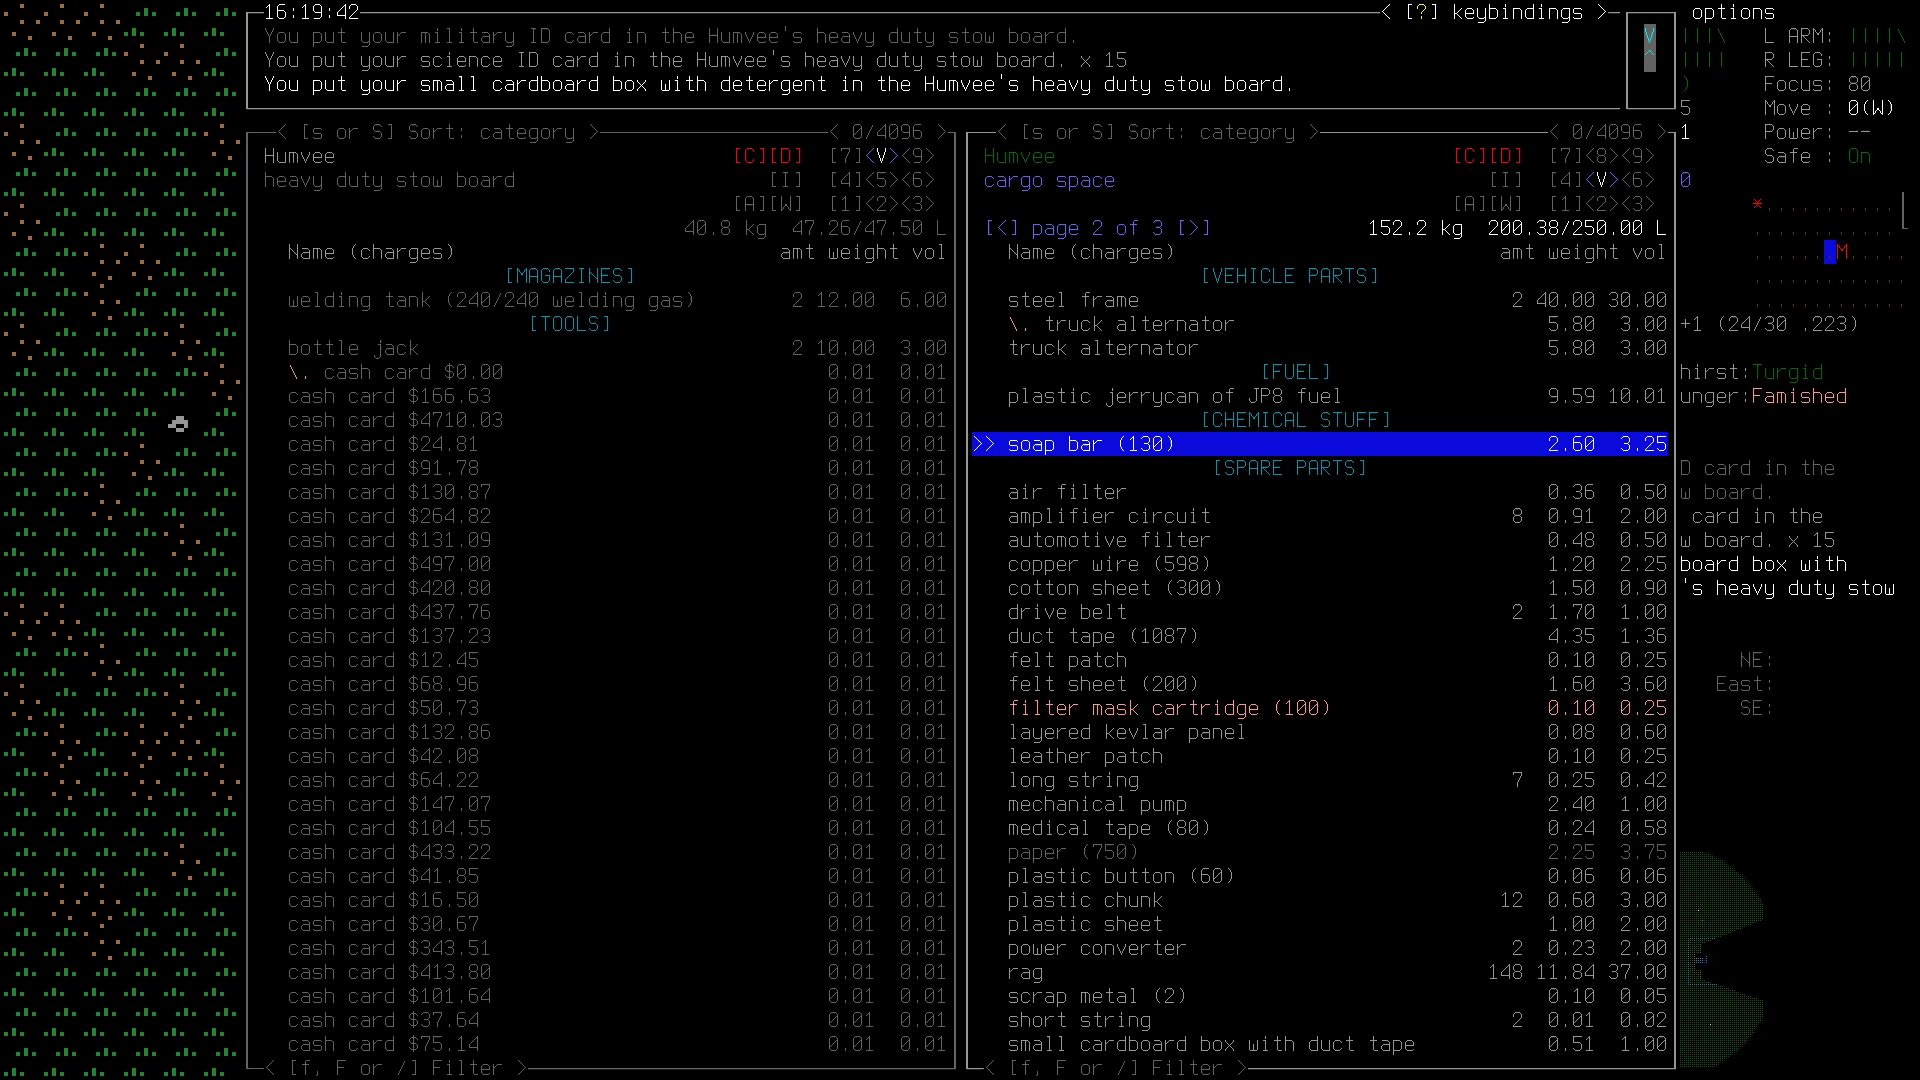 16:19:42 < [?] keybindings > options
You put your military ID card in the Humvee's heavy duty stow board.
You put your science ID card in the Humvee's heavy duty stow board. x 15
You put your small cardboard box with detergent in the Humvee's heavy duty stow board.
V
^
||||\ L ARM: ||||\
|||| R LEG: |||||
) Focus: 80
5 Move : 0(W)
1 Power: --
Safe : On
0
< [s or S] Sort: category > < 0/4096 >
Humvee [C][D] [7]<V><9>
heavy duty stow board [I] [4]<5><6>
[A][W] [1]<2><3>
40.8 kg 47.26/47.50 L
Name (charges) amt weight vol
[MAGAZINES]
welding tank (240/240 welding gas) 2 12.00 6.00
[TOOLS]
bottle jack 2 10.00 3.00
\. cash card $0.00 0.01 0.01
cash card $166.63 0.01 0.01
cash card $4710.03 0.01 0.01
cash card $24.81 0.01 0.01
cash card $91.78 0.01 0.01
cash card $130.87 0.01 0.01
cash card $264.82 0.01 0.01
cash card $131.09 0.01 0.01
cash card $497.00 0.01 0.01
cash card $420.80 0.01 0.01
cash card $437.76 0.01 0.01
cash card $137.23 0.01 0.01
cash card $12.45 0.01 0.01
cash card $68.96 0.01 0.01
cash card $50.73 0.01 0.01
cash card $132.86 0.01 0.01
cash card $42.08 0.01 0.01
cash card $64.22 0.01 0.01
cash card $147.07 0.01 0.01
cash card $104.55 0.01 0.01
cash card $433.22 0.01 0.01
cash card $41.85 0.01 0.01
cash card $16.50 0.01 0.01
cash card $30.67 0.01 0.01
cash card $343.51 0.01 0.01
cash card $413.80 0.01 0.01
cash card $101.64 0.01 0.01
cash card $37.64 0.01 0.01
cash card $75.14 0.01 0.01
< [f, F or /] Filter >
< [s or S] Sort: category > < 0/4096 >
Humvee [C][D] [7]<8><9>
cargo space [I] [4]<V><6>
[A][W] [1]<2><3>
[<] page 2 of 3 [>] 152.2 kg 200.38/250.00 L
Name (charges) amt weight vol
[VEHICLE PARTS]
steel frame 2 40.00 30.00
\. truck alternator 5.80 3.00
truck alternator 5.80 3.00
[FUEL]
plastic jerrycan of JP8 fuel 9.59 10.01
[CHEMICAL STUFF]
>> soap bar (130) 2.60 3.25
[SPARE PARTS]
air filter 0.36 0.50
amplifier circuit 8 0.91 2.00
automotive filter 0.48 0.50
copper wire (598) 1.20 2.25
cotton sheet (300) 1.50 0.90
drive belt 2 1.70 1.00
duct tape (1087) 4.35 1.36
felt patch 0.10 0.25
felt sheet (200) 1.60 3.60
filter mask cartridge (100) 0.10 0.25
layered kevlar panel 0.08 0.60
leather patch 0.10 0.25
long string 7 0.25 0.42
mechanical pump 2.40 1.00
medical tape (80) 0.24 0.58
paper (750) 2.25 3.75
plastic button (60) 0.06 0.06
plastic chunk 12 0.60 3.00
plastic sheet 1.00 2.00
power converter 2 0.23 2.00
rag 148 11.84 37.00
scrap metal (2) 0.10 0.05
short string 2 0.01 0.02
small cardboard box with duct tape 0.51 1.00
< [f, F or /] Filter >
M
+1 (24/30 .223)
hirst:Turgid
unger:Famished
D card in the
w board.
card in the
w board. x 15
board box with
's heavy duty stow
NE:
East:
SE: